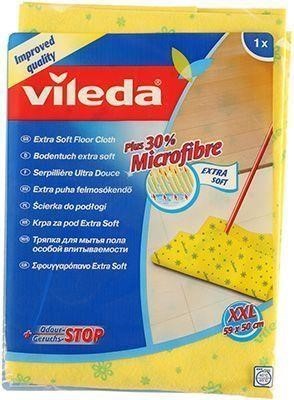 Improved
quality
1x
vileda
Extra Soft Floor Cloth
Bodentuch extra soft
Serpillière Ultra Douce
Extra puha felmosókendő
Ścierka do podłogi
Krpa za pod Extra Soft
Тряпка для мытья пола
особой впитываемости
Σφουγγαρόπανο Extra Soft
Plus 30%
Microfibre
EXTRA
SOFT
Odour-
Geruchs-
STOP
XXL
59 x 50 cm